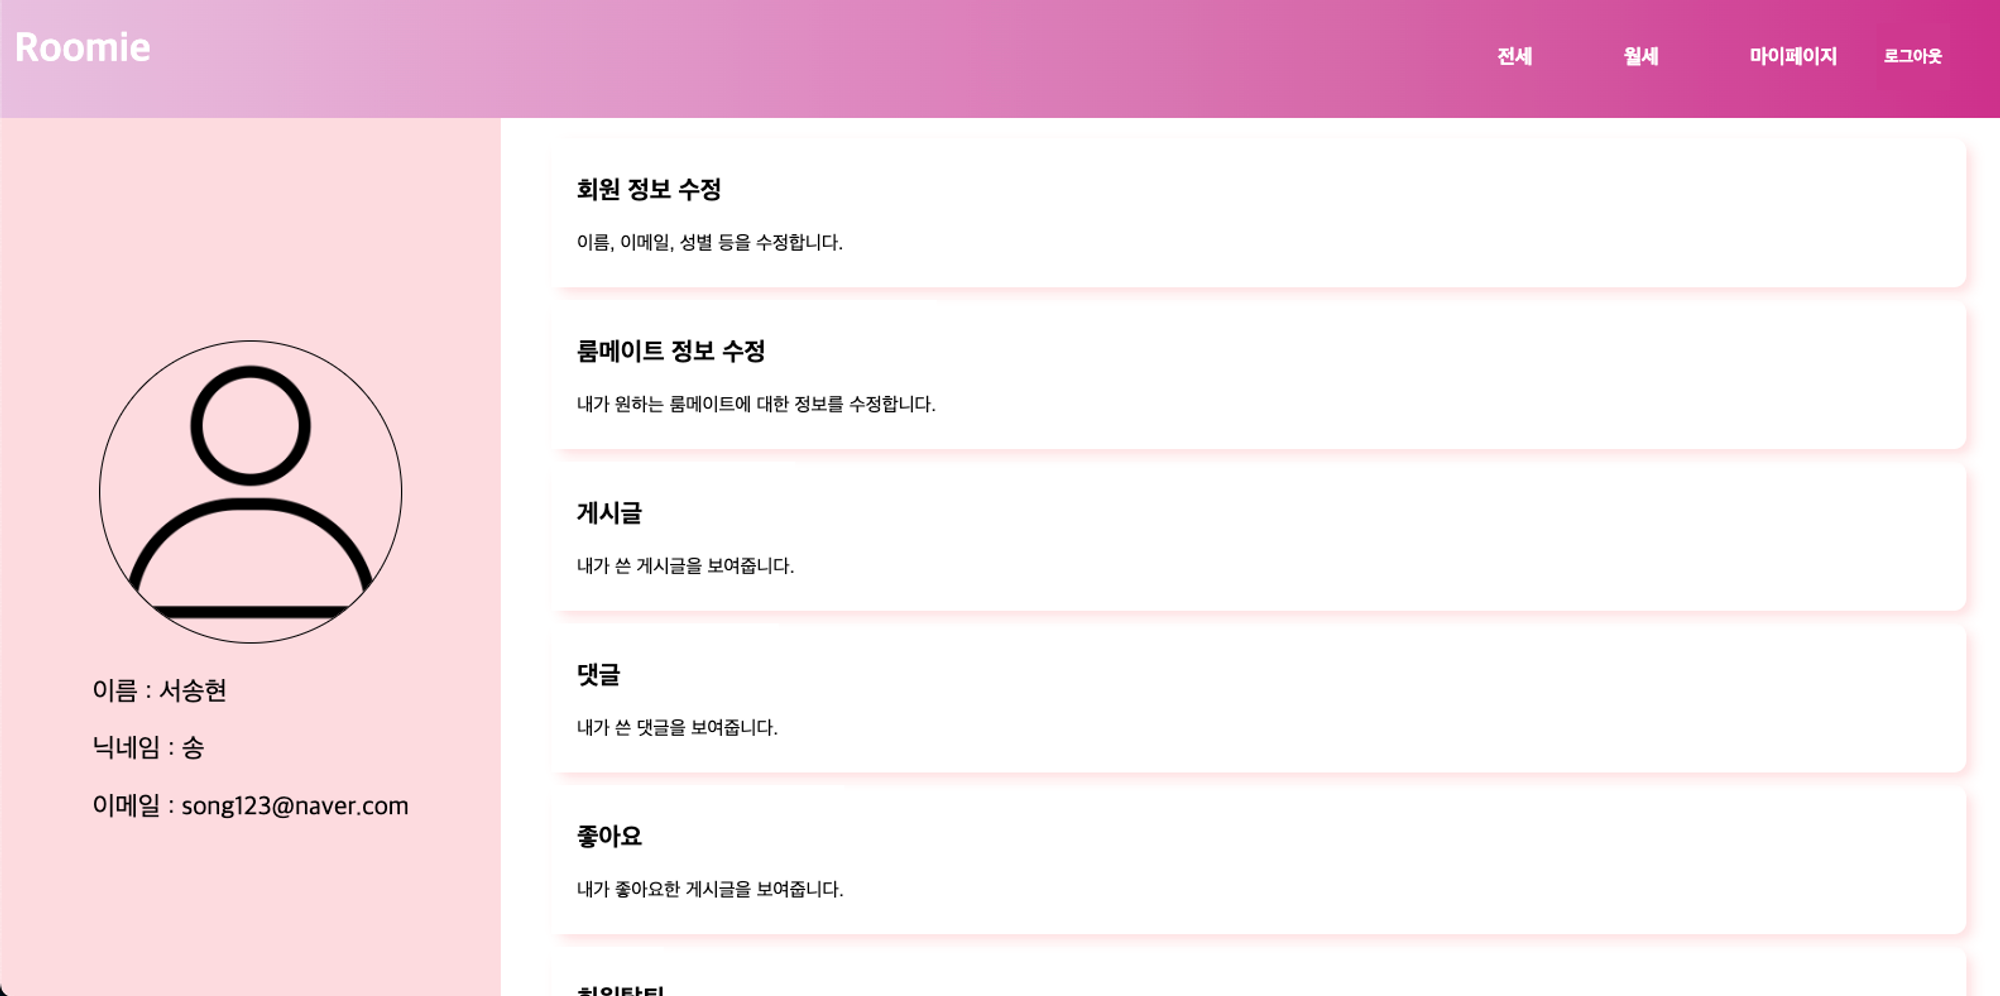 Roomie
전세 월세 마이페이지 로그아웃
이름 : 서송현
닉네임 : 송
이메일 : song123@naver.com
회원 정보 수정
이름, 이메일, 성별 등을 수정합니다.
룸메이트 정보 수정
내가 원하는 룸메이트에 대한 정보를 수정합니다.
게시글
내가 쓴 게시글을 보여줍니다.
댓글
내가 쓴 댓글을 보여줍니다.
좋아요
내가 좋아요한 게시글을 보여줍니다.